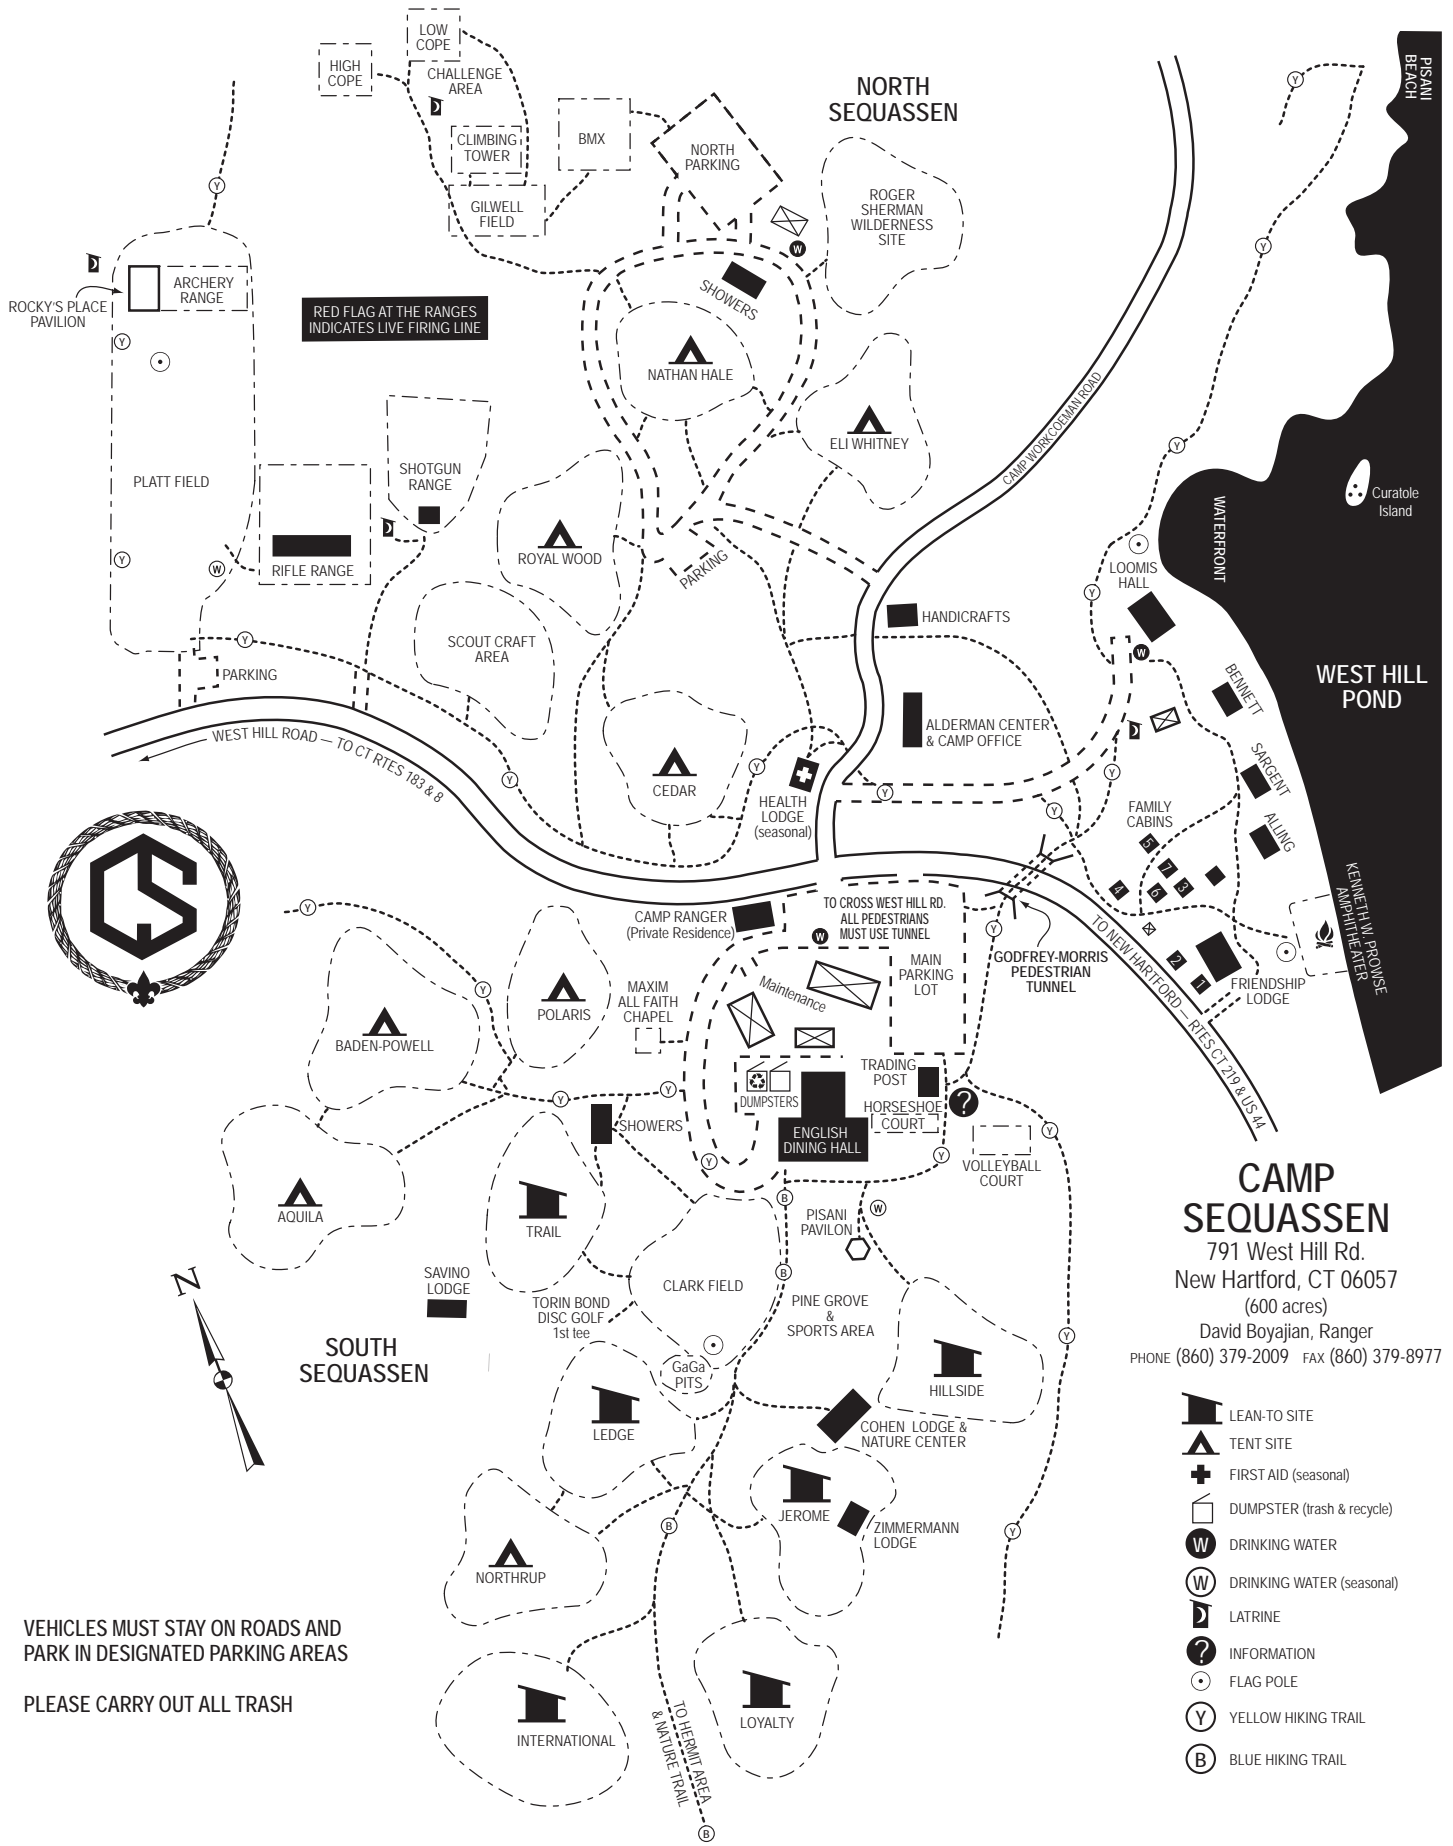 LOW
COPE
HIGH
COPE
CHALLENGE
AREA
CLIMBING
TOWER
BMX
GILWELL
FIELD
NORTH
PARKING
NORTH
SEQUASSEN
ROGER
SHERMAN
WILDERNESS
SITE
PISANI
BEACH
Y
Y
Y
Y
ARCHERY
RANGE
ROCKY'S PLACE
PAVILION
RED FLAG AT THE RANGES
INDICATES LIVE FIRING LINE
W
SHOWERS
NATHAN HALE
ELI WHITNEY
CAMP WORKCOEMAN ROAD
Y
PLATT FIELD
SHOTGUN
RANGE
RIFLE RANGE
Y
W
ROYAL WOOD
PARKING
SCOUT CRAFT
AREA
HANDICRAFTS
WATERFRONT
Curatole
Island
LOOMIS
HALL
Y
W
Y
PARKING
WEST HILL
POND
BENNETT
SARGENT
ALLING
WEST HILL ROAD — TO CT RTES 183 & 8
Y
CEDAR
Y
HEALTH
LODGE
(seasonal)
ALDERMAN CENTER
& CAMP OFFICE
Y
Y
Y
FAMILY
CABINS
5
7
4
6
3
2
1
KENNETH W. PROWSE
AMPHITHEATER
FRIENDSHIP
LODGE
TO NEW HARTFORD — RTES CT 219 & US 44
CS
CAMP RANGER
(Private Residence)
TO CROSS WEST HILL RD.
ALL PEDESTRIANS
MUST USE TUNNEL
W
Y
GODFREY-MORRIS
PEDESTRIAN
TUNNEL
MAIN
PARKING
LOT
Maintenance
MAXIM
ALL FAITH
CHAPEL
Y
Y
POLARIS
BADEN-POWELL
Y
Y
SHOWERS
DUMPSTERS
TRADING
POST
HORSESHOE
COURT
?
ENGLISH
DINING HALL
Y
Y
Y
VOLLEYBALL
COURT
AQUILA
TRAIL
B
PISANI
PAVILON
W
SAVINO
LODGE
TORIN BOND
DISC GOLF
1st tee
CLARK FIELD
B
PINE GROVE
&
SPORTS AREA
N
SOUTH
SEQUASSEN
GaGa
PITS
LEDGE
HILLSIDE
Y
COHEN LODGE &
NATURE CENTER
JEROME
ZIMMERMANN
LODGE
B
Y
NORTHRUP
INTERNATIONAL
LOYALTY
TO HERMIT AREA
& NATURE TRAIL
B
CAMP
SEQUASSEN
791 West Hill Rd.
New Hartford, CT 06057
(600 acres)
David Boyajian, Ranger
PHONE (860) 379-2009 FAX (860) 379-8977
LEAN-TO SITE
TENT SITE
FIRST AID (seasonal)
DUMPSTER (trash & recycle)
W DRINKING WATER
W DRINKING WATER (seasonal)
LATRINE
? INFORMATION
FLAG POLE
Y YELLOW HIKING TRAIL
B BLUE HIKING TRAIL
VEHICLES MUST STAY ON ROADS AND
PARK IN DESIGNATED PARKING AREAS
PLEASE CARRY OUT ALL TRASH